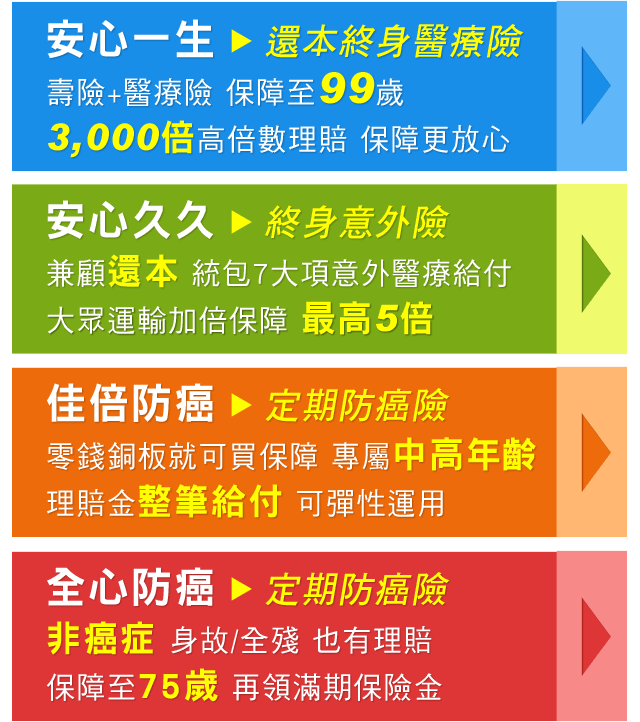 安心一生 ▶ 還本終身醫療險
壽險+醫療險 保障至99歲
3,000倍高倍數理賠 保障更放心
安心久久 ▶ 終身意外險
兼顧還本 統包7大項意外醫療給付
大眾運輸加倍保障 最高5倍
佳倍防癌 ▶ 定期防癌險
零錢銅板就可買保障 專屬中高年齡
理賠金整筆給付 可彈性運用
全心防癌 ▶ 定期防癌險
非癌症 身故/全殘 也有理賠
保障至75歲 再領滿期保險金